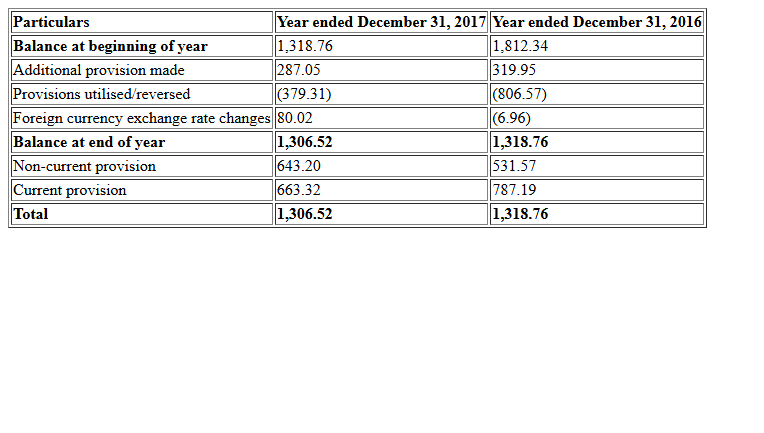 Particulars Year ended December 31, 2017 Year ended December 31, 2016
Balance at beginning of year 1,318.76 1,812.34
Additional provision made 287.05 319.95
Provisions utilised/reversed (379.31) (806.57)
Foreign currency exchange rate changes 80.02 (6.96)
Balance at end of year 1,306.52 1,318.76
Non-current provision 643.20 531.57
Current provision 663.32 787.19
Total 1,306.52 1,318.76